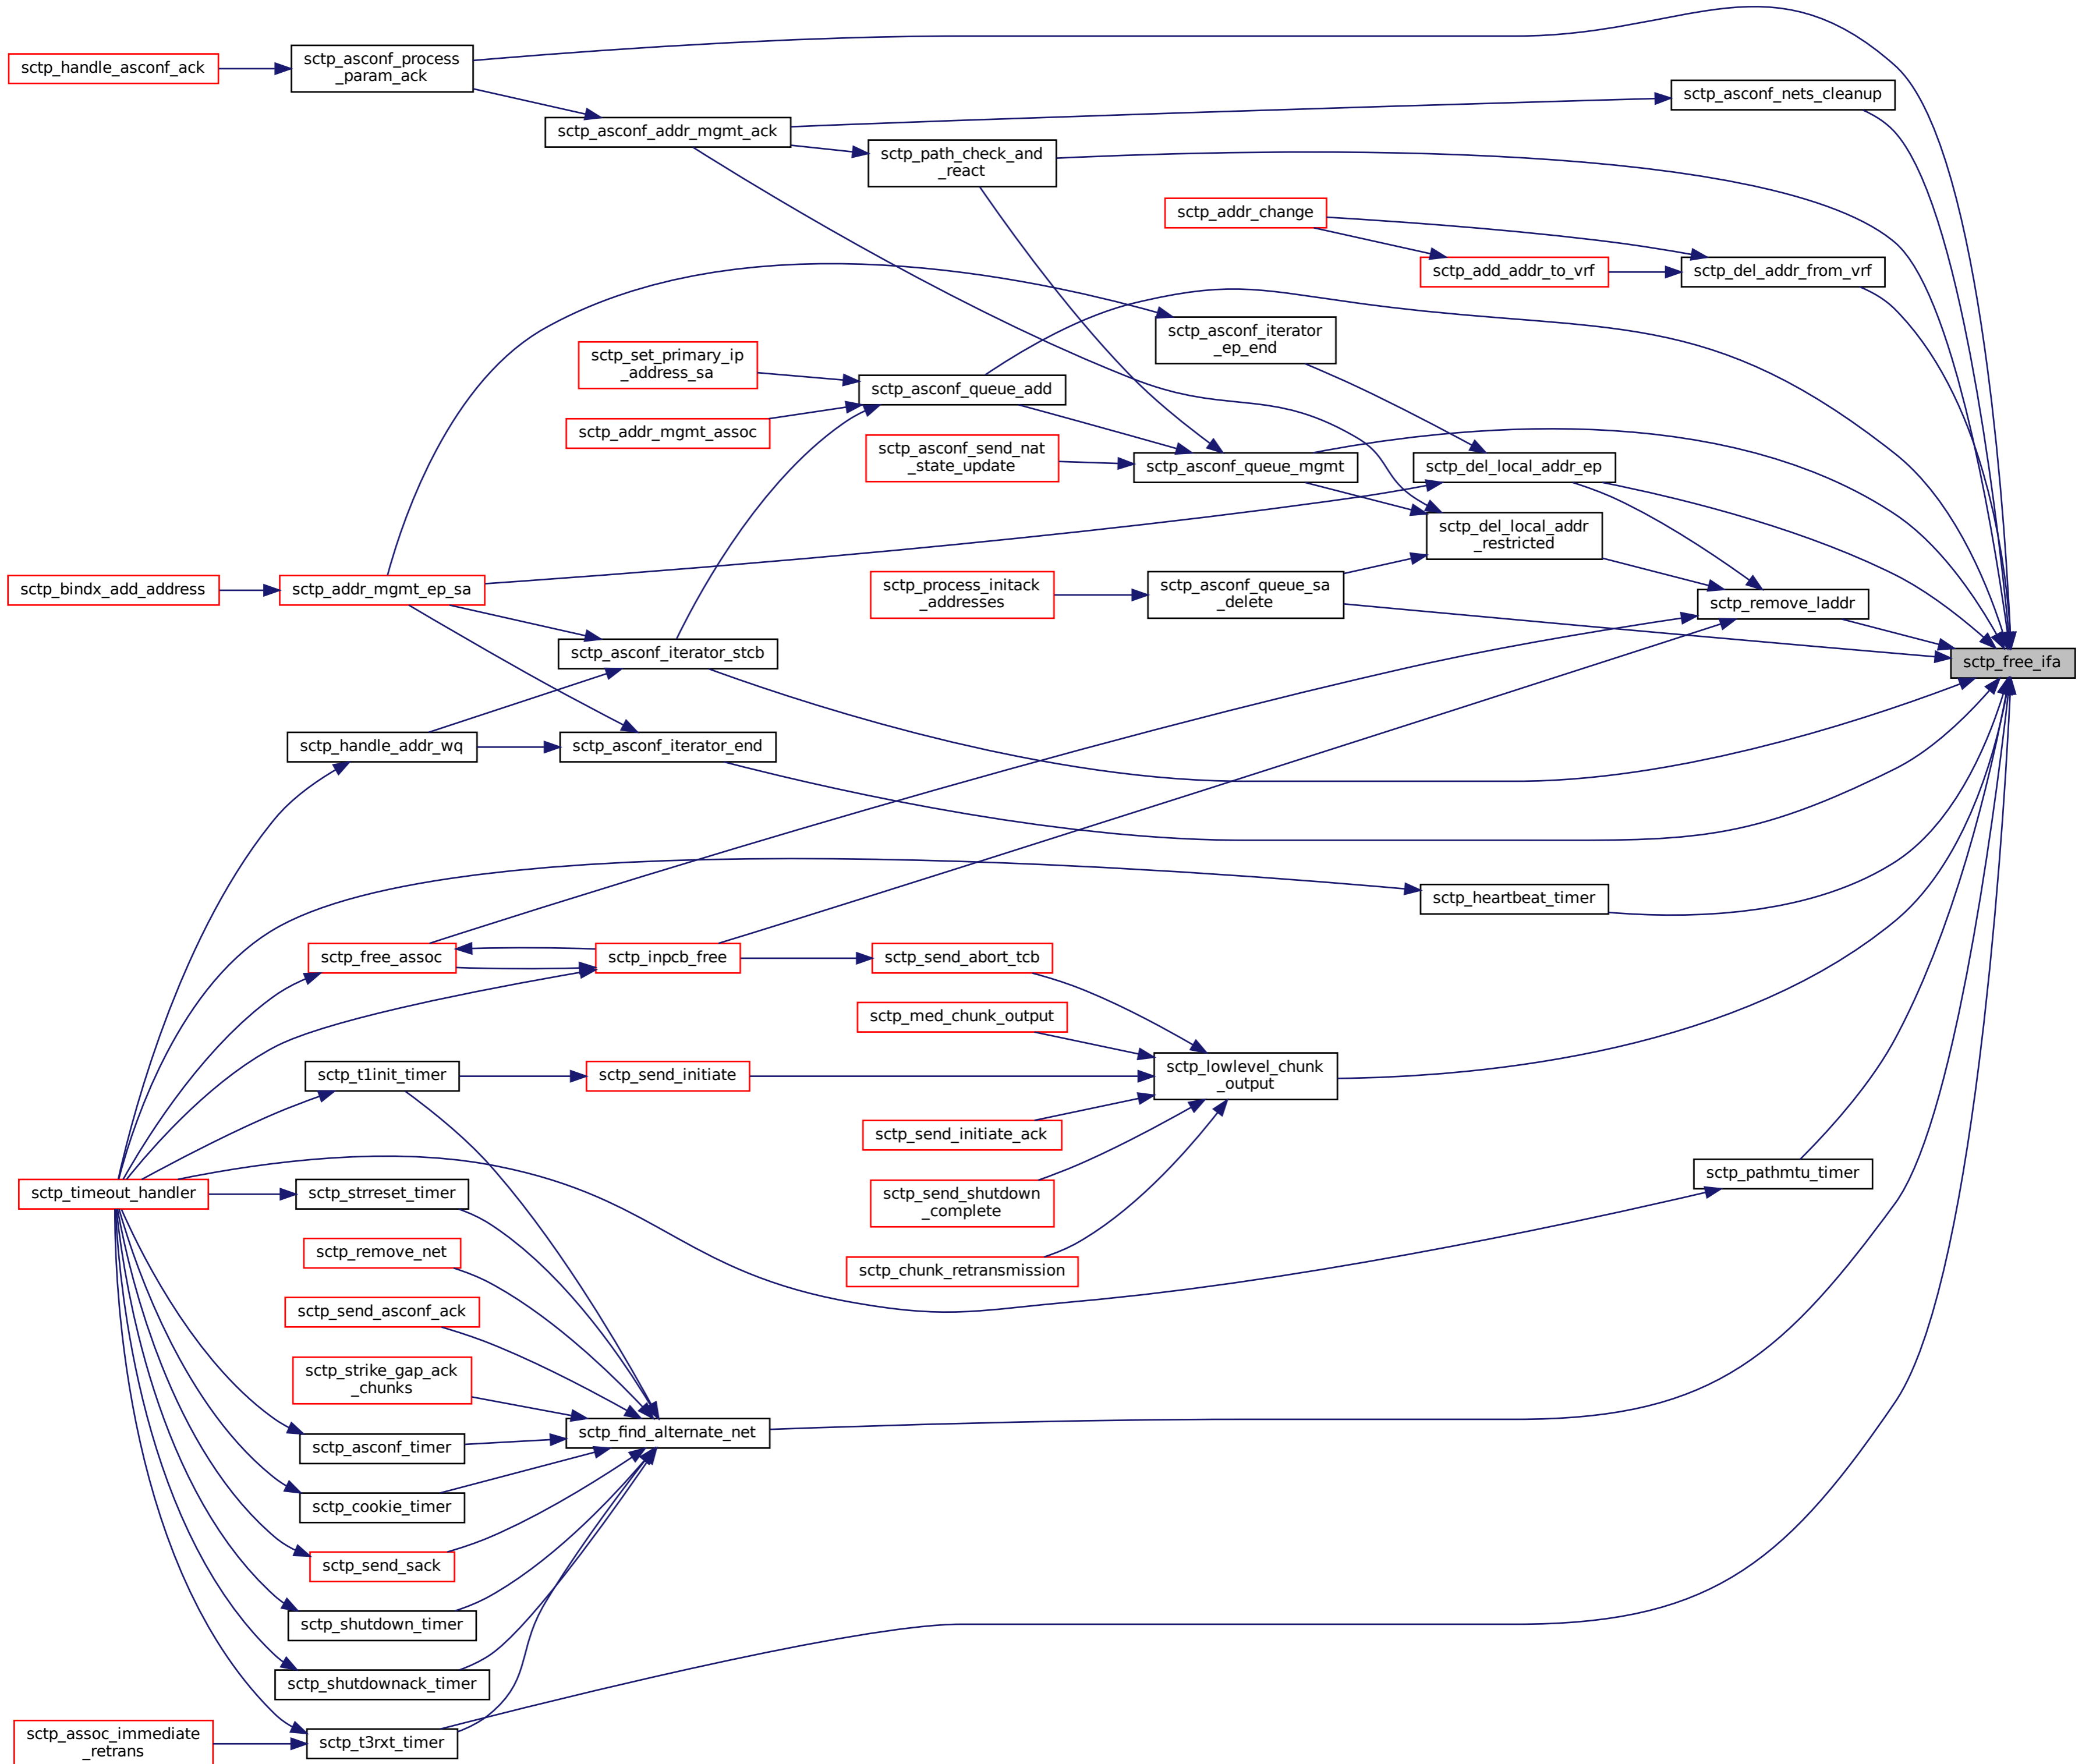 sctp_handle_asconf_ack
sctp_asconf_process
_param_ack
sctp_asconf_nets_cleanup
sctp_asconf_addr_mgmt_ack
sctp_path_check_and
_react
sctp_addr_change
sctp_add_addr_to_vrf
sctp_del_addr_from_vrf
sctp_asconf_iterator
_ep_end
sctp_set_primary_ip
_address_sa
sctp_asconf_queue_add
sctp_addr_mgmt_assoc
sctp_asconf_send_nat
_state_update
sctp_asconf_queue_mgmt
sctp_del_local_addr_ep
sctp_del_local_addr
_restricted
sctp_bindx_add_address
sctp_addr_mgmt_ep_sa
sctp_process_initack
_addresses
sctp_asconf_queue_sa
_delete
sctp_remove_laddr
sctp_asconf_iterator_stcb
sctp_free_ifa
sctp_handle_addr_wq
sctp_asconf_iterator_end
sctp_heartbeat_timer
sctp_free_assoc
sctp_inpcb_free
sctp_send_abort_tcb
sctp_med_chunk_output
sctp_t1init_timer
sctp_send_initiate
sctp_lowlevel_chunk
_output
sctp_send_initiate_ack
sctp_pathmtu_timer
sctp_timeout_handler
sctp_strreset_timer
sctp_send_shutdown
_complete
sctp_remove_net
sctp_chunk_retransmission
sctp_send_asconf_ack
sctp_strike_gap_ack
_chunks
sctp_find_alternate_net
sctp_asconf_timer
sctp_cookie_timer
sctp_send_sack
sctp_shutdown_timer
sctp_shutdownack_timer
sctp_assoc_immediate
_retrans
sctp_t3rxt_timer